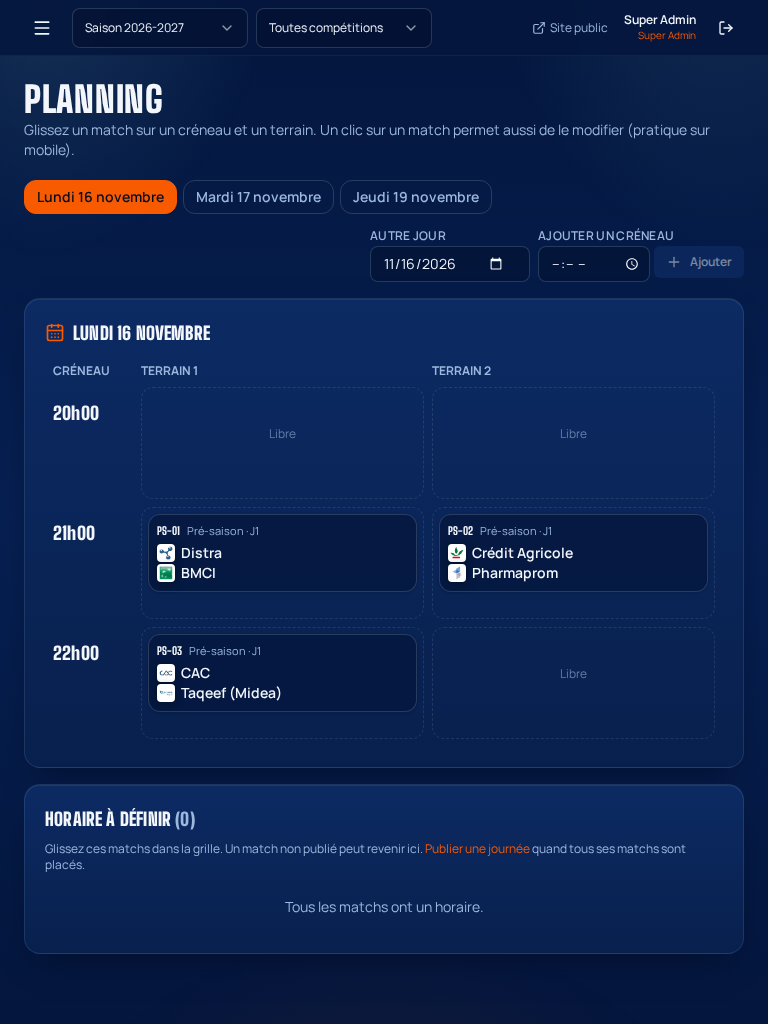 Saison 2026-2027
Toutes compétitions
Site public
Super Admin
Super Admin
PLANNING
Glissez un match sur un créneau et un terrain. Un clic sur un match permet aussi de le modifier (pratique sur
mobile).
Lundi 16 novembre
Mardi 17 novembre
Jeudi 19 novembre
AUTRE JOUR
AJOUTER UN CRÉNEAU
11/16/2026
--:-- --
Ajouter
LUNDI 16 NOVEMBRE
CRÉNEAU
TERRAIN 1
TERRAIN 2
20h00
Libre
Libre
21h00
PS-01 Pré-saison · J1
Distra
BMCI
PS-02 Pré-saison · J1
Crédit Agricole
Pharmaprom
22h00
PS-03 Pré-saison · J1
CAC
Taqeef (Midea)
Libre
HORAIRE À DÉFINIR (0)
Glissez ces matchs dans la grille. Un match non publié peut revenir ici. Publier une journée quand tous ses matchs sont
placés.
Tous les matchs ont un horaire.